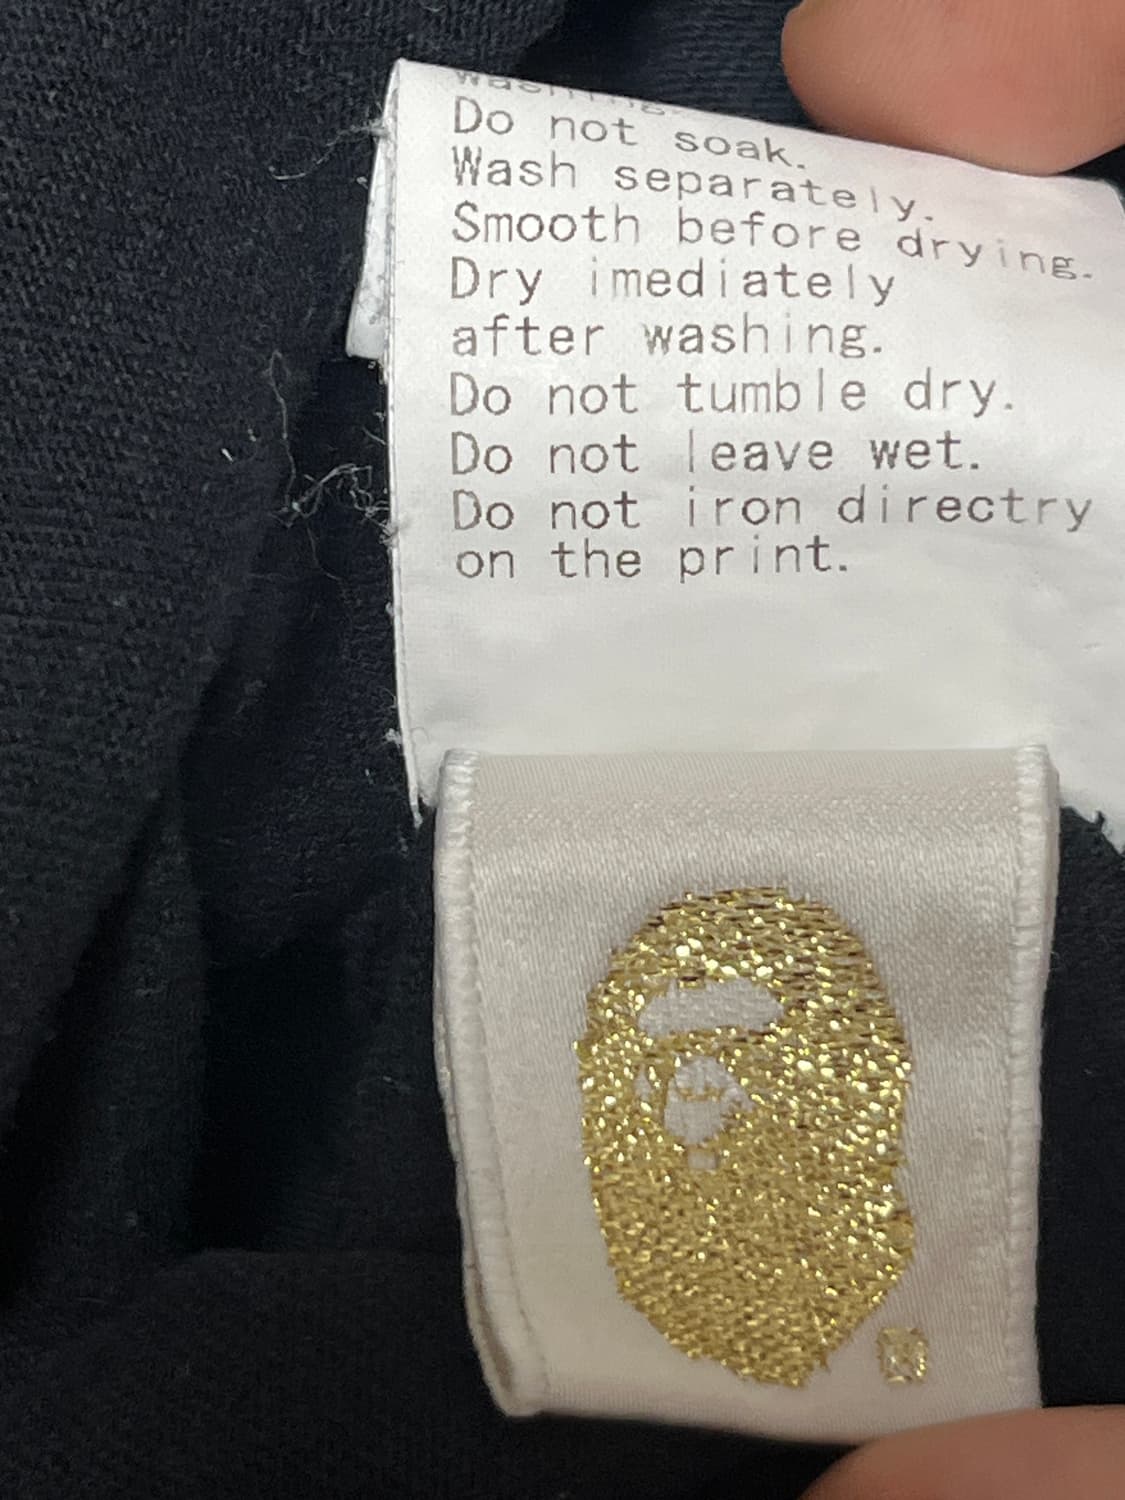 washing.
Do not soak.
Wash separately.
Smooth before drying.
Dry imediately
after washing.
Do not tumble dry.
Do not leave wet.
Do not iron directry
on the print.
®